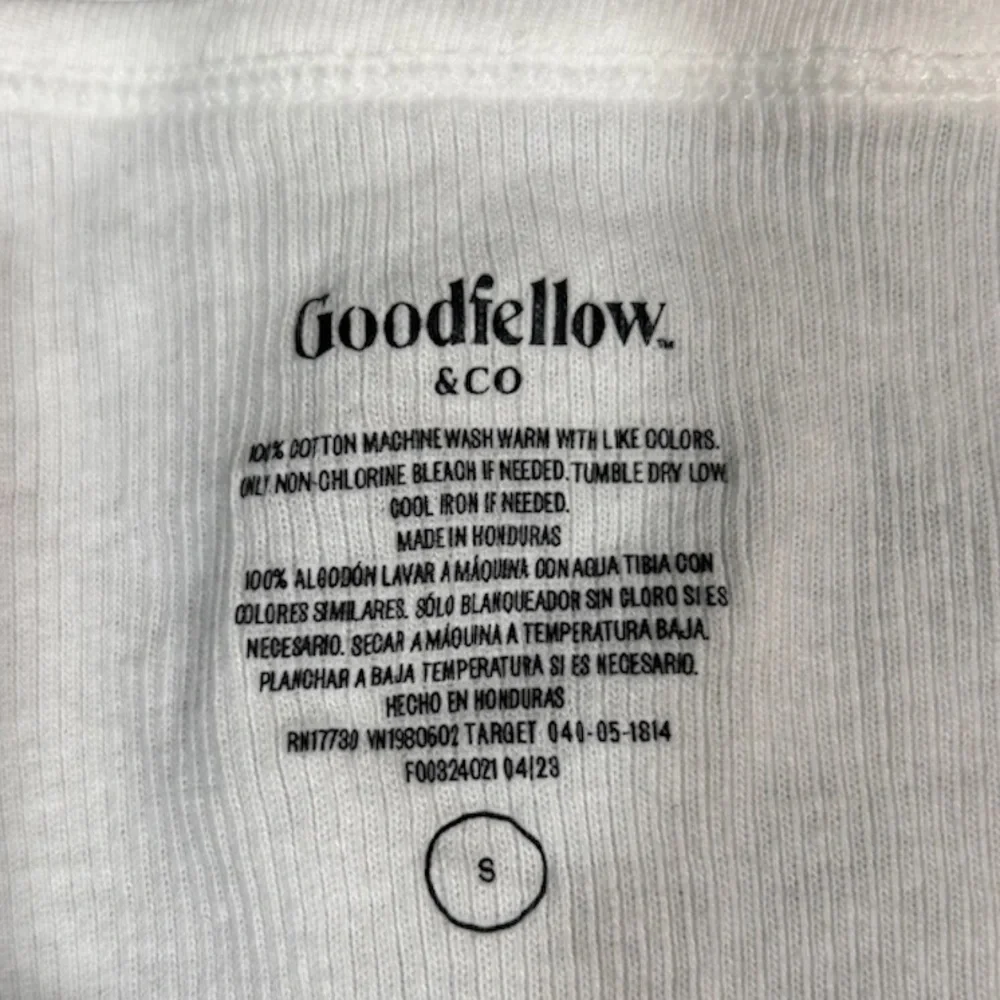 Goodfellow™
&CO
100% COTTON MACHINE WASH WARM WITH LIKE COLORS.
ONLY NON-CHLORINE BLEACH IF NEEDED. TUMBLE DRY LOW.
COOL IRON IF NEEDED.
MADE IN HONDURAS
100% ALGODÓN LAVAR A MÁQUINA CON AGUA TIBIA CON
COLORES SIMILARES. SÓLO BLANQUEADOR SIN CLORO SI ES
NECESARIO. SECAR A MÁQUINA A TEMPERATURA BAJA.
PLANCHAR A BAJA TEMPERATURA SI ES NECESARIO.
HECHO EN HONDURAS
RN17730 VN1980602 TARGET 040-05-1814
F00324021 04/23
S